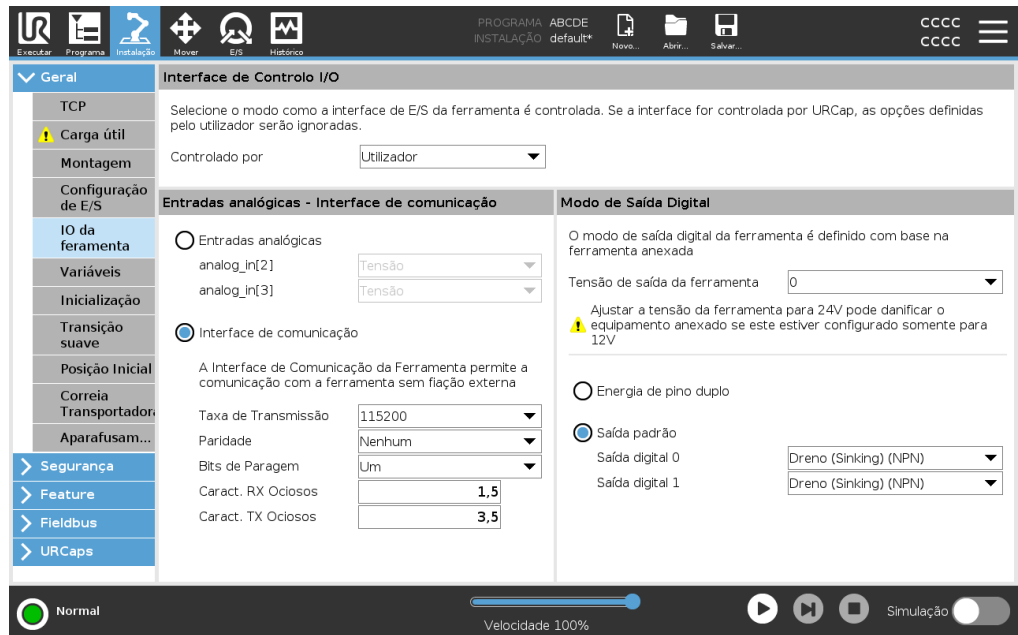 Executar
Programa
Instalação
Mover
E/S
Histórico
PROGRAMA ABCDE
INSTALAÇÃO default*
Novo...
Abrir...
Salvar...
CCCC
CCCC
Geral
TCP
Carga útil
Montagem
Configuração
de E/S
IO da
feramenta
Variáveis
Inicialização
Transição
suave
Posição Inicial
Correia
Transportadora
Aparafusam...
Segurança
Feature
Fieldbus
URCaps
Interface de Controlo I/O
Selecione o modo como a interface de E/S da ferramenta é controlada. Se a interface for controlada por URCap, as opções definidas
pelo utilizador serão ignoradas.
Controlado por
Utilizador
Entradas analógicas - Interface de comunicação
Entradas analógicas
analog_in[2] Tensão
analog_in[3] Tensão
Interface de comunicação
A Interface de Comunicação da Ferramenta permite a
comunicação com a ferramenta sem fiação externa
Taxa de Transmissão 115200
Paridade Nenhum
Bits de Paragem Um
Caract. RX Ociosos 1,5
Caract. TX Ociosos 3,5
Modo de Saída Digital
O modo de saída digital da ferramenta é definido com base na
ferramenta anexada
Tensão de saída da ferramenta 0
Ajustar a tensão da ferramenta para 24V pode danificar o
equipamento anexado se este estiver configurado somente para
12V
Energia de pino duplo
Saída padrão
Saída digital 0 Dreno (Sinking) (NPN)
Saída digital 1 Dreno (Sinking) (NPN)
Normal
Velocidade 100%
Simulação